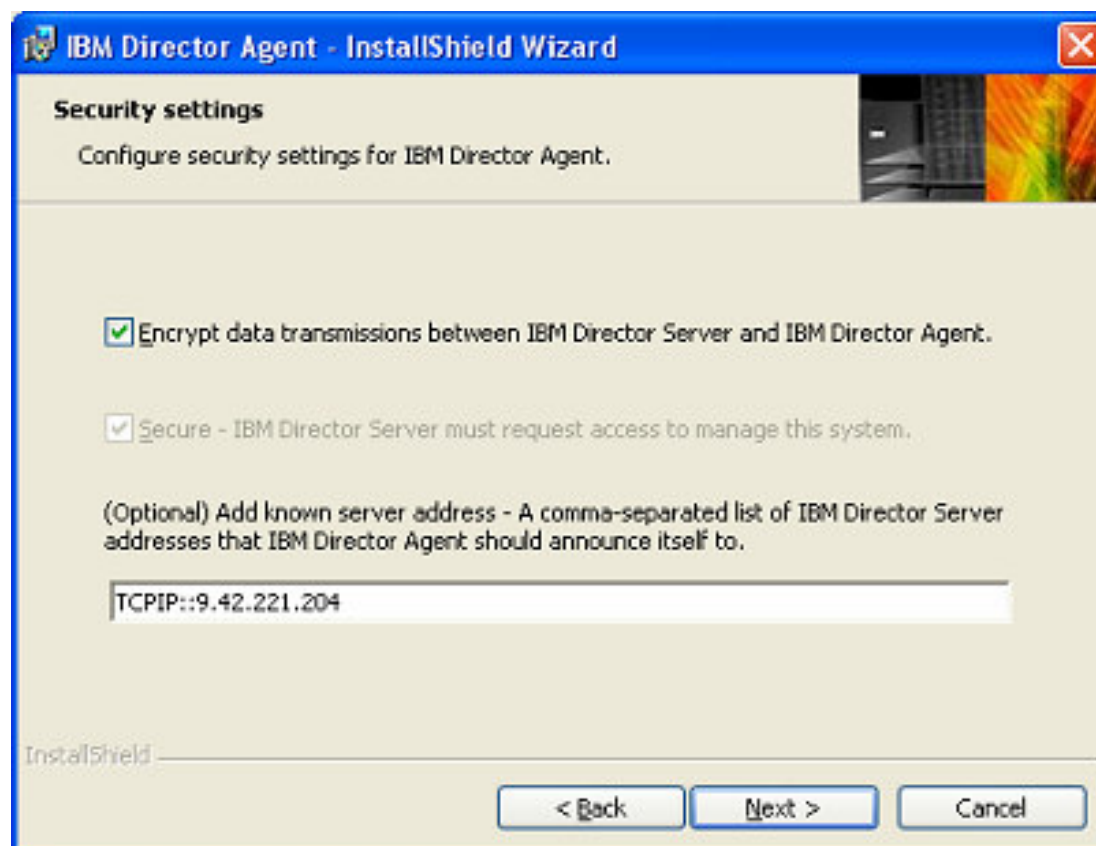 IBM Director Agent - InstallShield Wizard
Security settings
Configure security settings for IBM Director Agent.
Encrypt data transmissions between IBM Director Server and IBM Director Agent.
Secure - IBM Director Server must request access to manage this system.
(Optional) Add known server address - A comma-separated list of IBM Director Server
addresses that IBM Director Agent should announce itself to.
TCPIP::9.42.221.204
InstallShield
< Back
Next >
Cancel